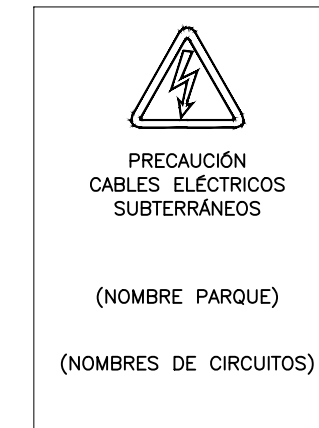 PRECAUCIÓN
CABLES ELÉCTRICOS
SUBTERRÁNEOS
(NOMBRE PARQUE)
(NOMBRES DE CIRCUITOS)